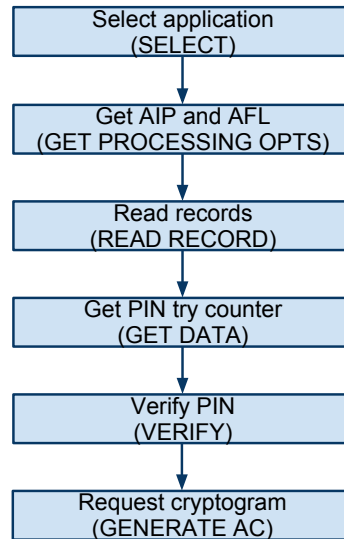 Select application
(SELECT)
Get AIP and AFL
(GET PROCESSING OPTS)
Read records
(READ RECORD)
Get PIN try counter
(GET DATA)
Verify PIN
(VERIFY)
Request cryptogram
(GENERATE AC)